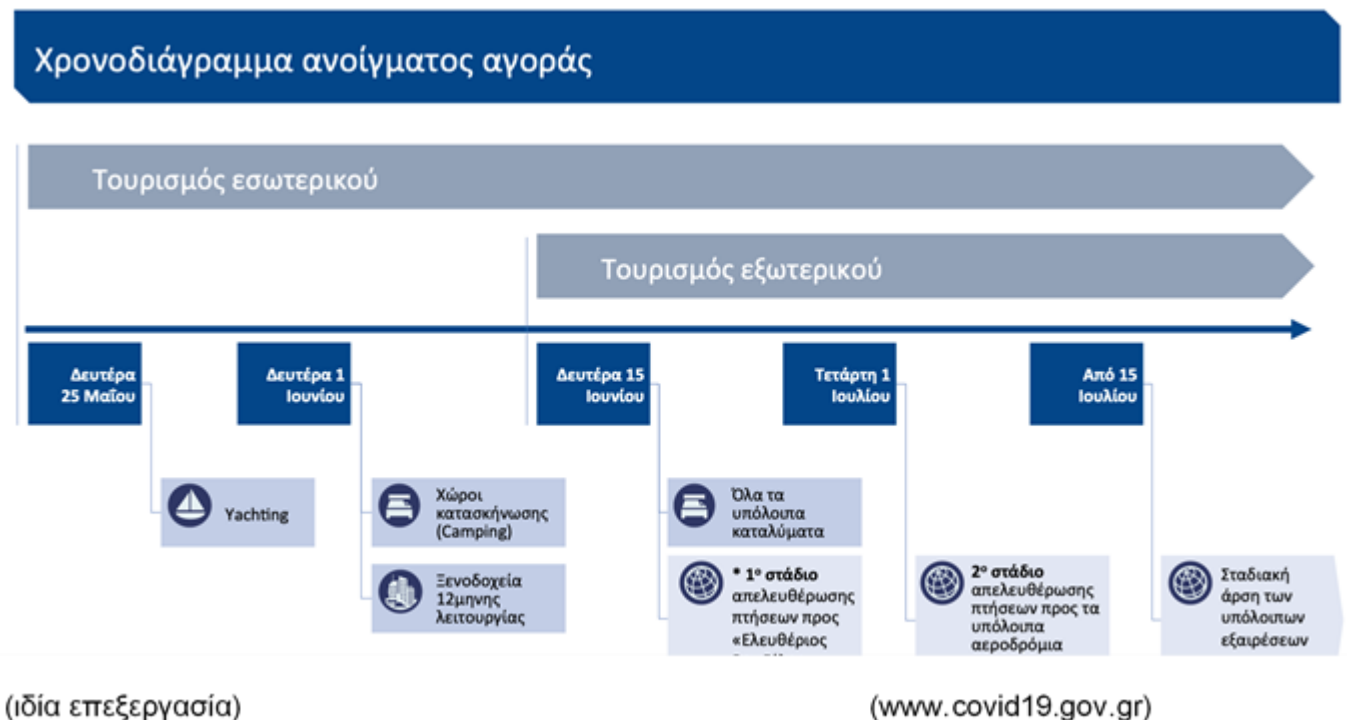 Χρονοδιάγραμμα ανοίγματος αγοράς
Τουρισμός εσωτερικού
Τουρισμός εξωτερικού
Δευτέρα
25 Μαΐου
Δευτέρα 1
Ιουνίου
Δευτέρα 15
Ιουνίου
Τετάρτη 1
Ιουλίου
Από 15
Ιουλίου
Yachting
Χώροι
κατασκήνωσης
(Camping)
Ξενοδοχεία
12μηνης
λειτουργίας
Όλα τα
υπόλοιπα
καταλύματα
* 1ο στάδιο
απελευθέρωσης
πτήσεων προς
«Ελευθέριος
2ο στάδιο
απελευθέρωσης
πτήσεων προς τα
υπόλοιπα
αεροδρόμια
Σταδιακή
άρση των
υπόλοιπων
εξαιρέσεων
(ιδία επεξεργασία)
(www.covid19.gov.gr)